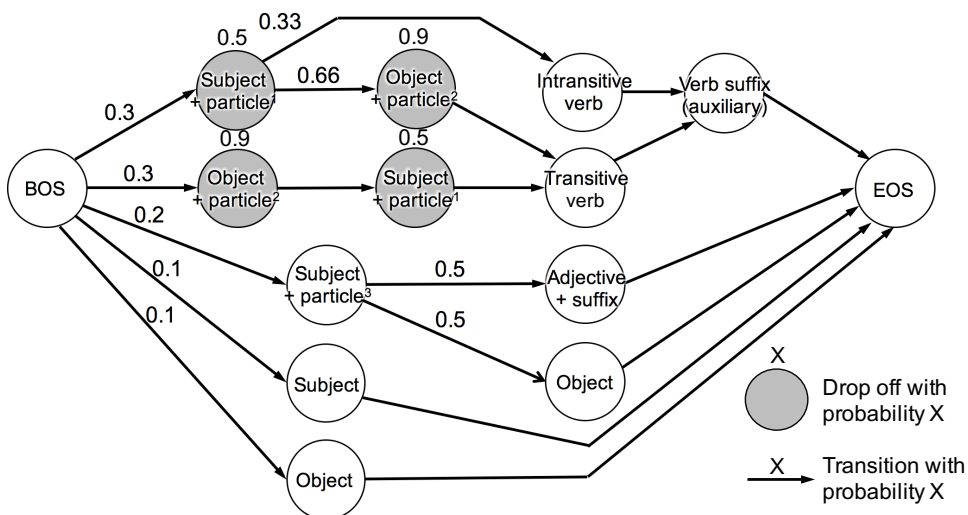 0.33
0.5
0.9
Subject
+ particle¹
0.66
Object
+ particle²
Intransitive
verb
Verb suffix
(auxiliary)
0.3
0.9
0.5
BOS
0.3
Object
+ particle²
Subject
+ particle¹
Transitive
verb
EOS
0.2
0.1
0.1
Subject
+ particle³
0.5
Adjective
+ suffix
0.5
Subject
Object
Object
X
Drop off with
probability X
X
Transition with
probability X